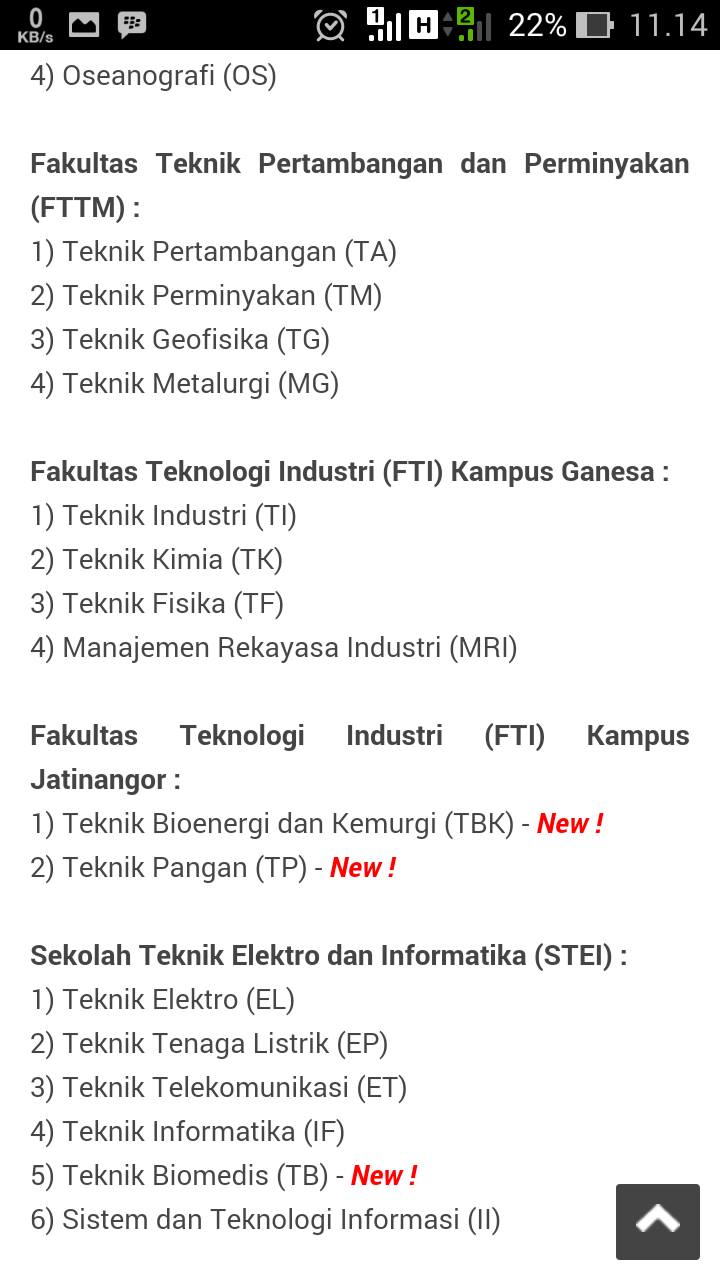 0
KB/s
1
H
2
22%
11.14
4) Oseanografi (OS)
Fakultas Teknik Pertambangan dan Perminyakan
(FTTM) :
1) Teknik Pertambangan (TA)
2) Teknik Perminyakan (TM)
3) Teknik Geofisika (TG)
4) Teknik Metalurgi (MG)
Fakultas Teknologi Industri (FTI) Kampus Ganesa :
1) Teknik Industri (TI)
2) Teknik Kimia (TK)
3) Teknik Fisika (TF)
4) Manajemen Rekayasa Industri (MRI)
Fakultas Teknologi Industri (FTI) Kampus
Jatinangor :
1) Teknik Bioenergi dan Kemurgi (TBK) - New !
2) Teknik Pangan (TP) - New !
Sekolah Teknik Elektro dan Informatika (STEI) :
1) Teknik Elektro (EL)
2) Teknik Tenaga Listrik (EP)
3) Teknik Telekomunikasi (ET)
4) Teknik Informatika (IF)
5) Teknik Biomedis (TB) - New !
6) Sistem dan Teknologi Informasi (II)